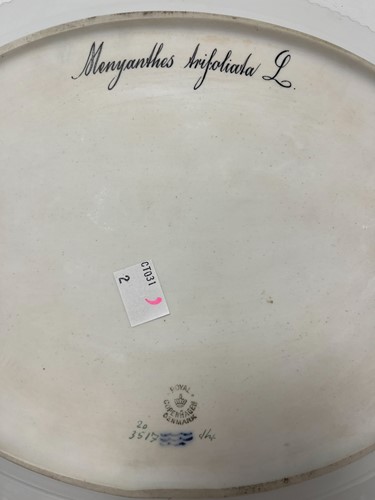 Menyanthes trifoliata L.
CT031
2
ROYAL
COPENHAGEN
DENMARK
20
3517